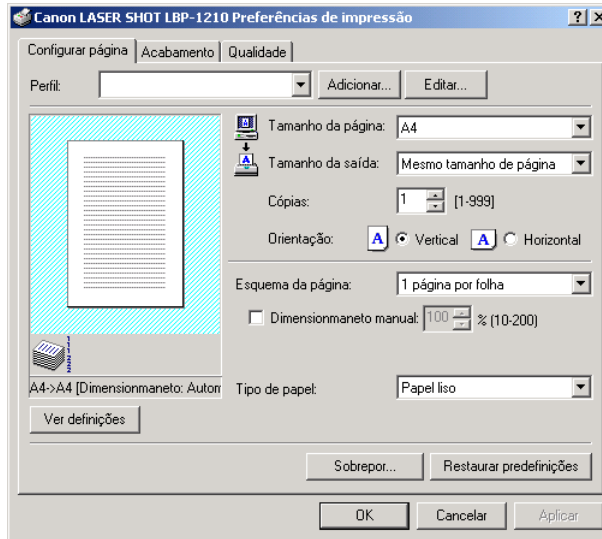 Canon LASER SHOT LBP-1210 Preferências de impressão
Configurar página Acabamento Qualidade
Perfil: Adicionar... Editar...
Tamanho da página: A4
Tamanho da saída: Mesmo tamanho de página
Cópias: 1 [1-999]
Orientação: A Vertical A Horizontal
Esquema da página: 1 página por folha
Dimensionmaneto manual: 100 % (10-200)
A4->A4 [Dimensionmaneto: Autom
Tipo de papel: Papel liso
Ver definições
Sobrepor... Restaurar predefinições
OK Cancelar Aplicar